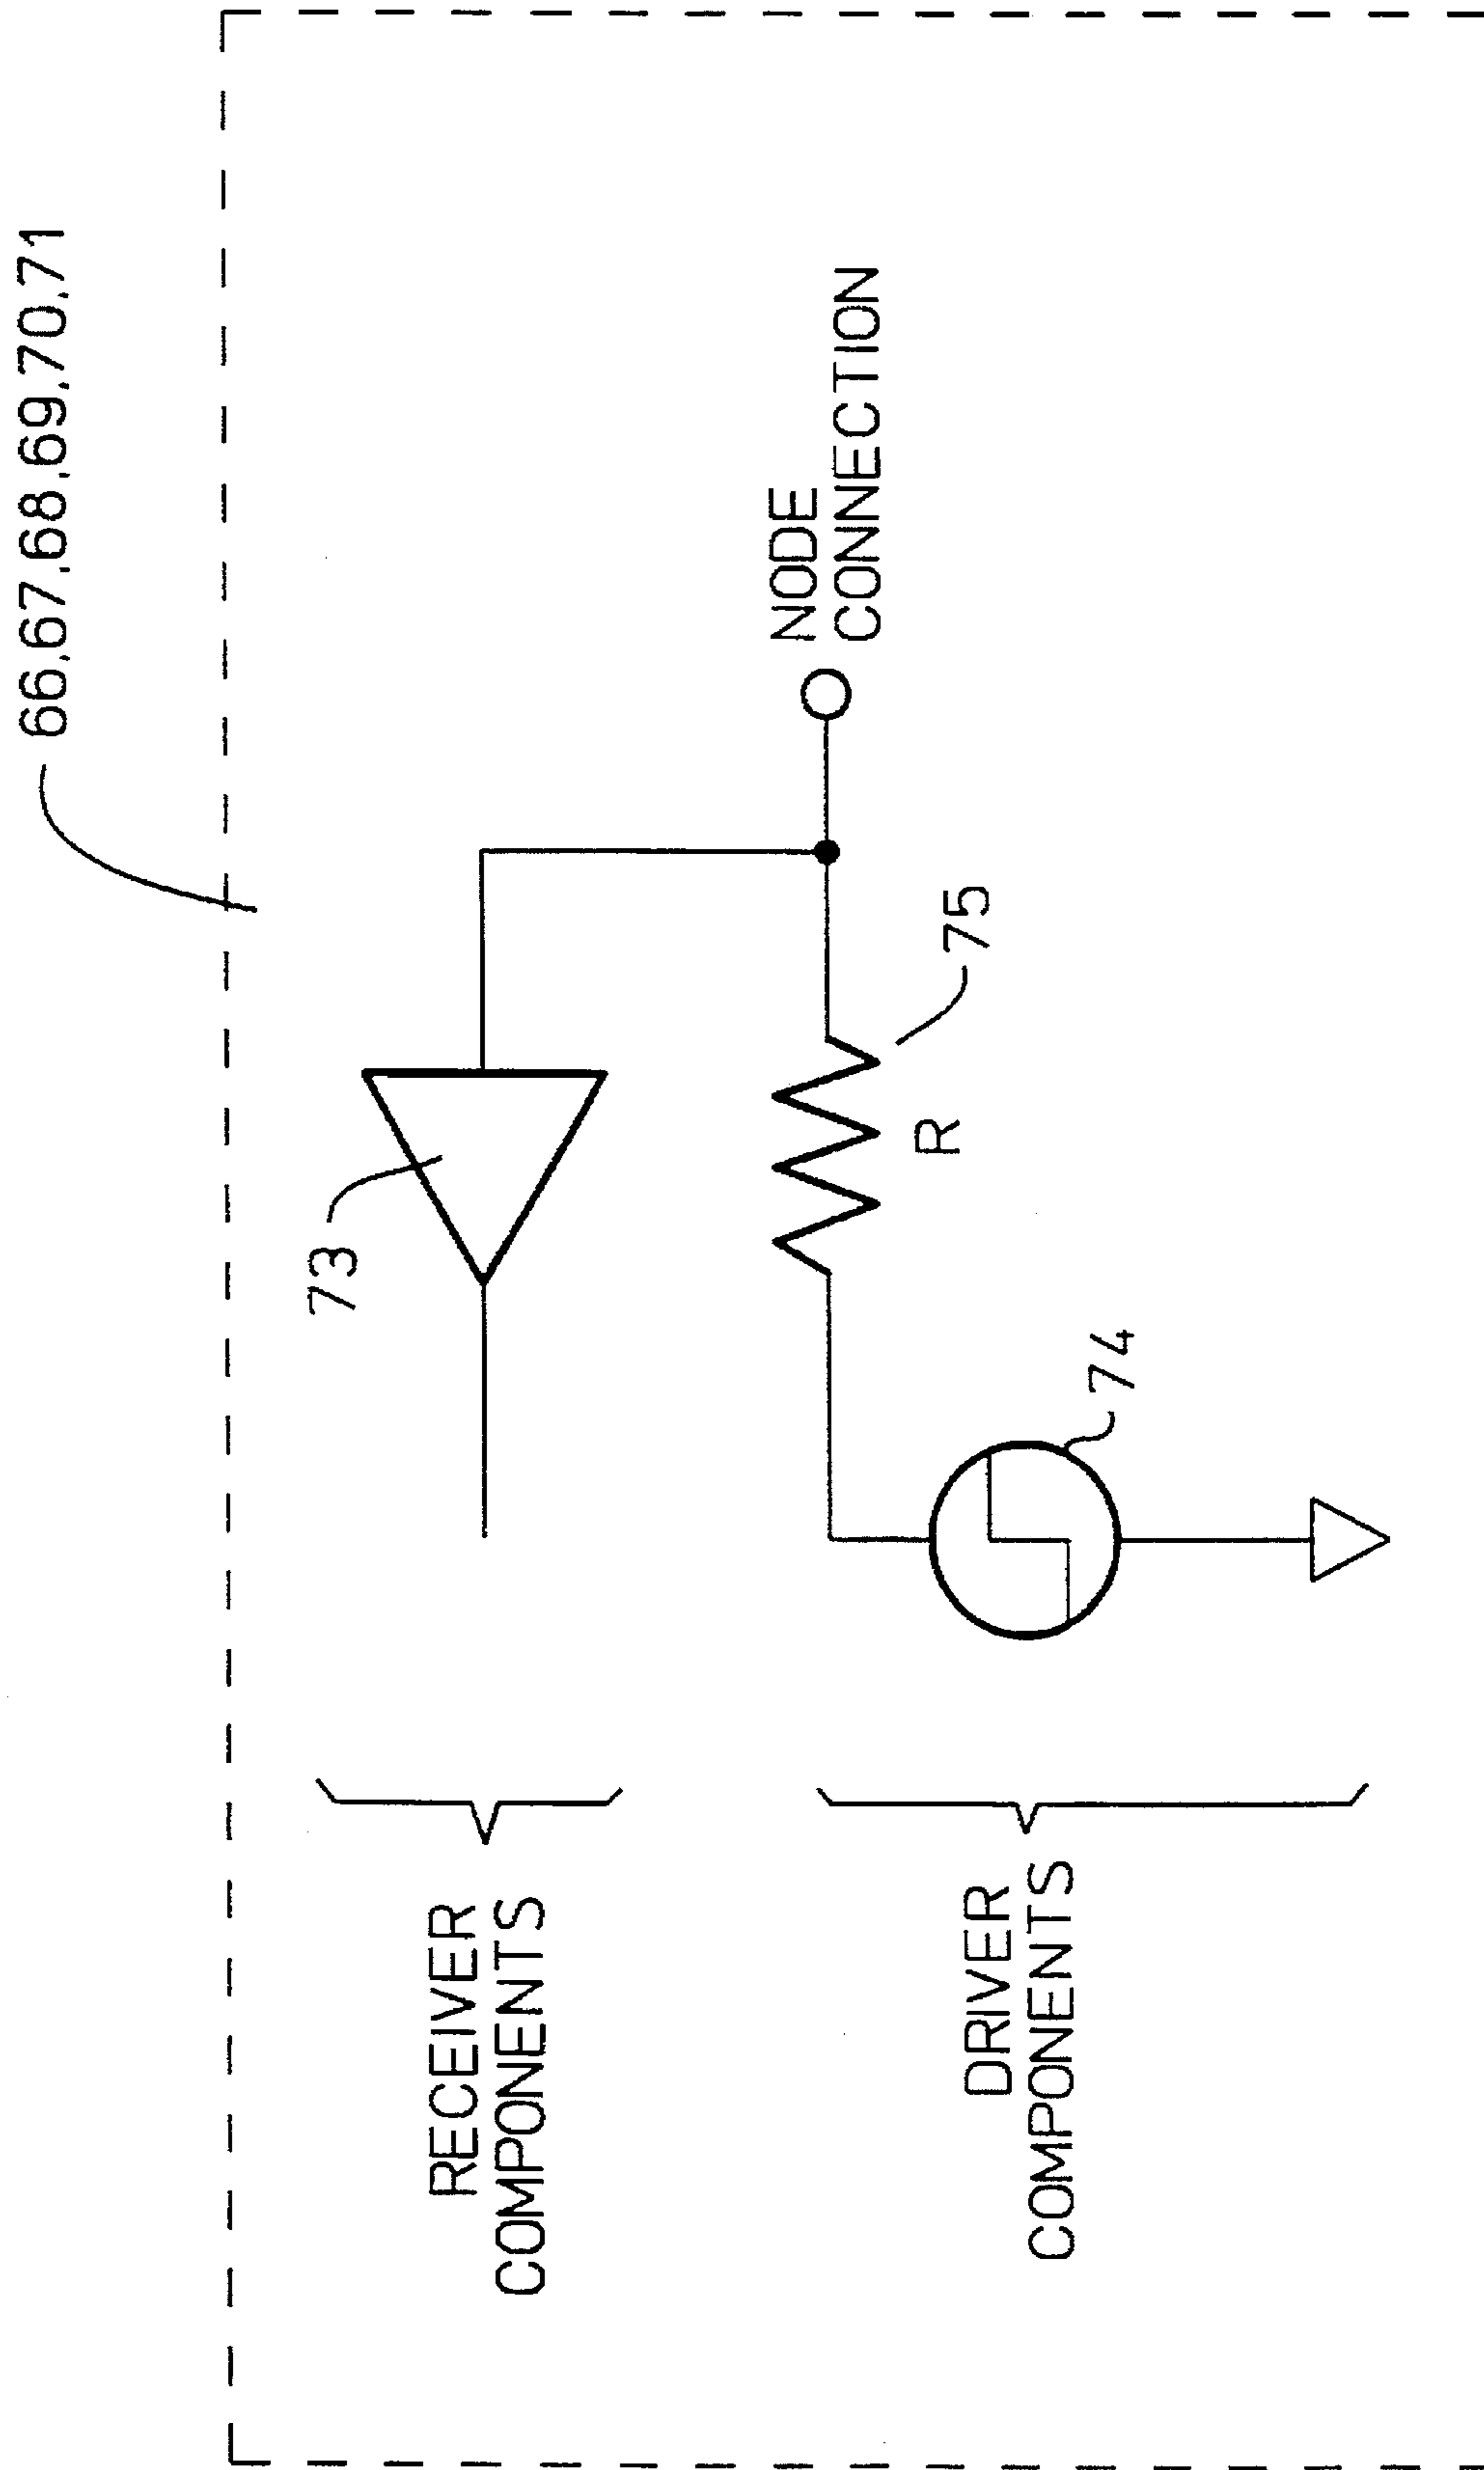 66,67,68,69,70,71
73
RECEIVER
COMPONENTS
NODE
CONNECTION
75
R
74
DRIVER
COMPONENTS